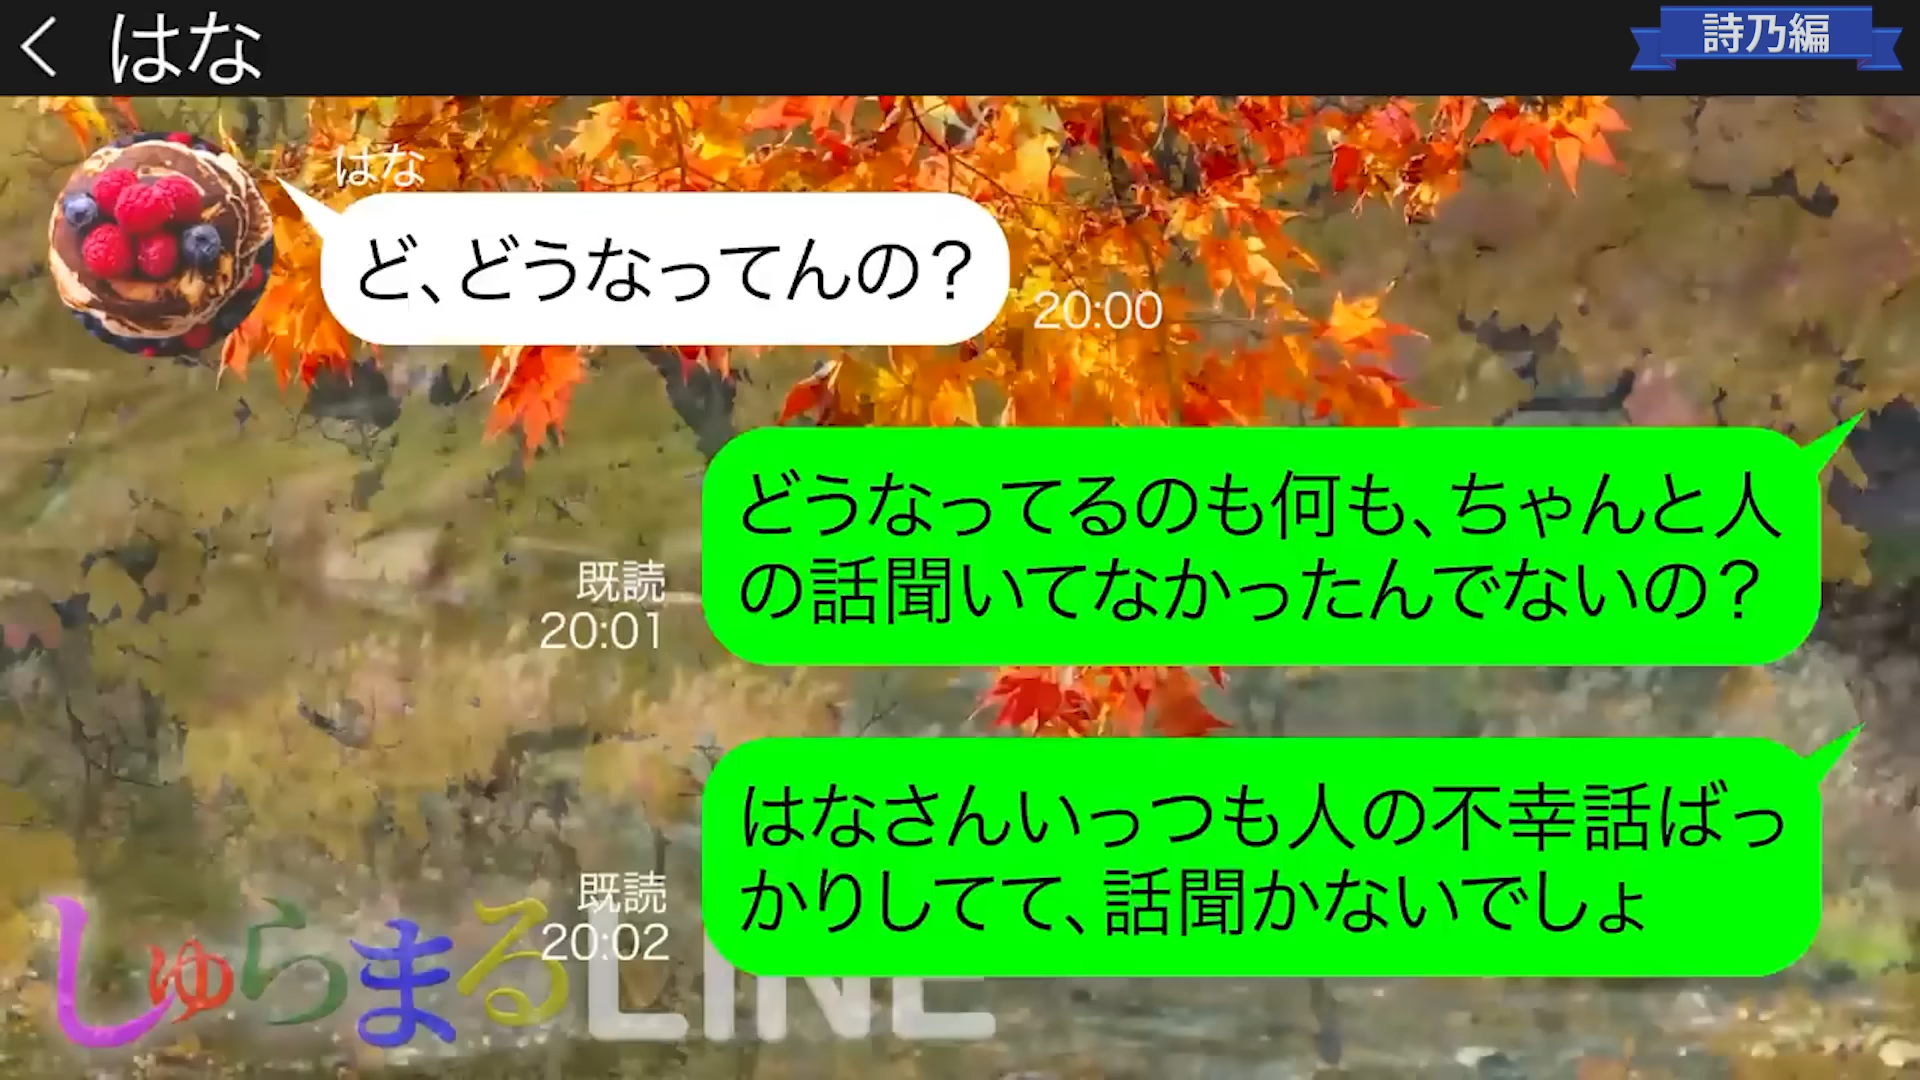 はな
詩乃編
はな
ど、どうなってんの?
20:00
どうなってるのも何も、ちゃんと人
の話聞いてなかったんでないの?
既読
20:01
はなさんいっつも人の不幸話ばっ
かりしてて、話聞かないでしょ
既読
20:02
しゅらまるLINE